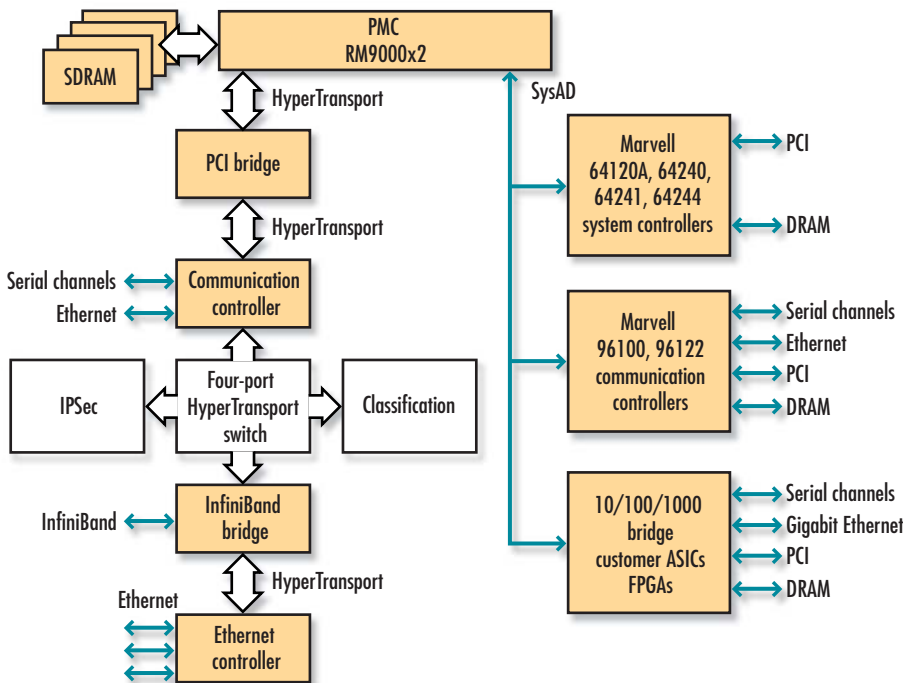 PMC
RM9000x2
SDRAM
HyperTransport
SysAD
PCI bridge
HyperTransport
Serial channels
Ethernet
Communication
controller
IPSec
Four-port
HyperTransport
switch
Classification
InfiniBand
InfiniBand
bridge
HyperTransport
Ethernet
Ethernet
controller
Marvell
64120A, 64240,
64241, 64244
system controllers
PCI
DRAM
Marvell
96100, 96122
communication
controllers
Serial channels
Ethernet
PCI
DRAM
10/100/1000
bridge
customer ASICs
FPGAs
Serial channels
Gigabit Ethernet
PCI
DRAM